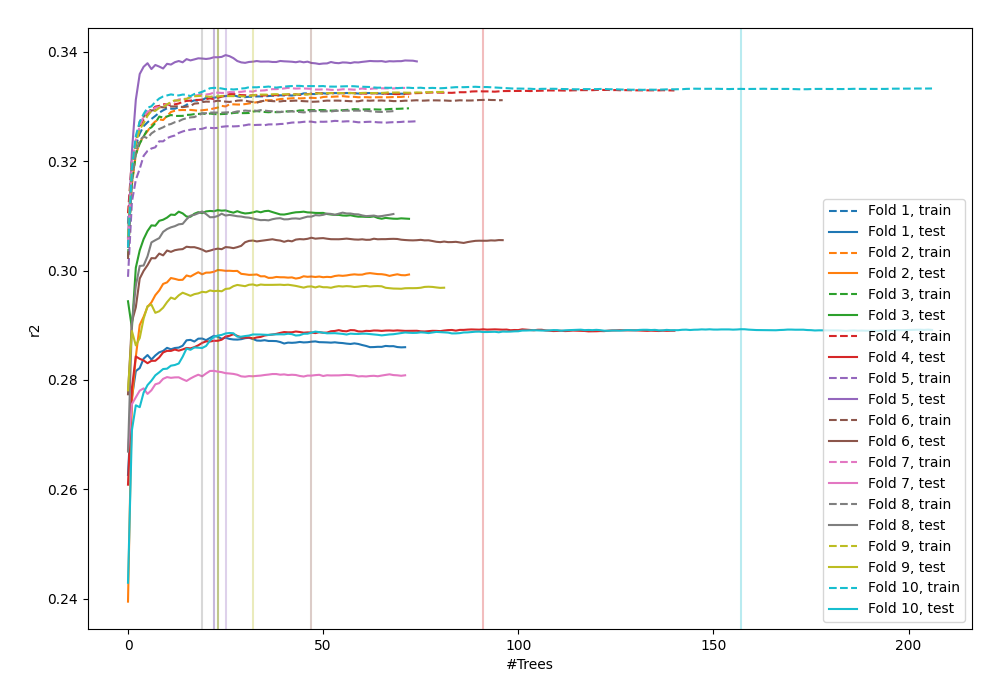 0.34
0.32
0.30
0.28
0.26
0.24
r2
0
50
100
150
200
#Trees
Fold 1, train
Fold 1, test
Fold 2, train
Fold 2, test
Fold 3, train
Fold 3, test
Fold 4, train
Fold 4, test
Fold 5, train
Fold 5, test
Fold 6, train
Fold 6, test
Fold 7, train
Fold 7, test
Fold 8, train
Fold 8, test
Fold 9, train
Fold 9, test
Fold 10, train
Fold 10, test